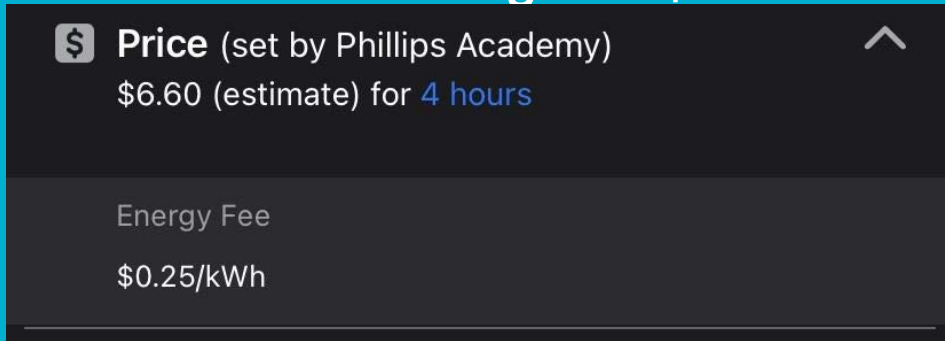 $ Price (set by Phillips Academy)
$6.60 (estimate) for 4 hours
Energy Fee
$0.25/kWh